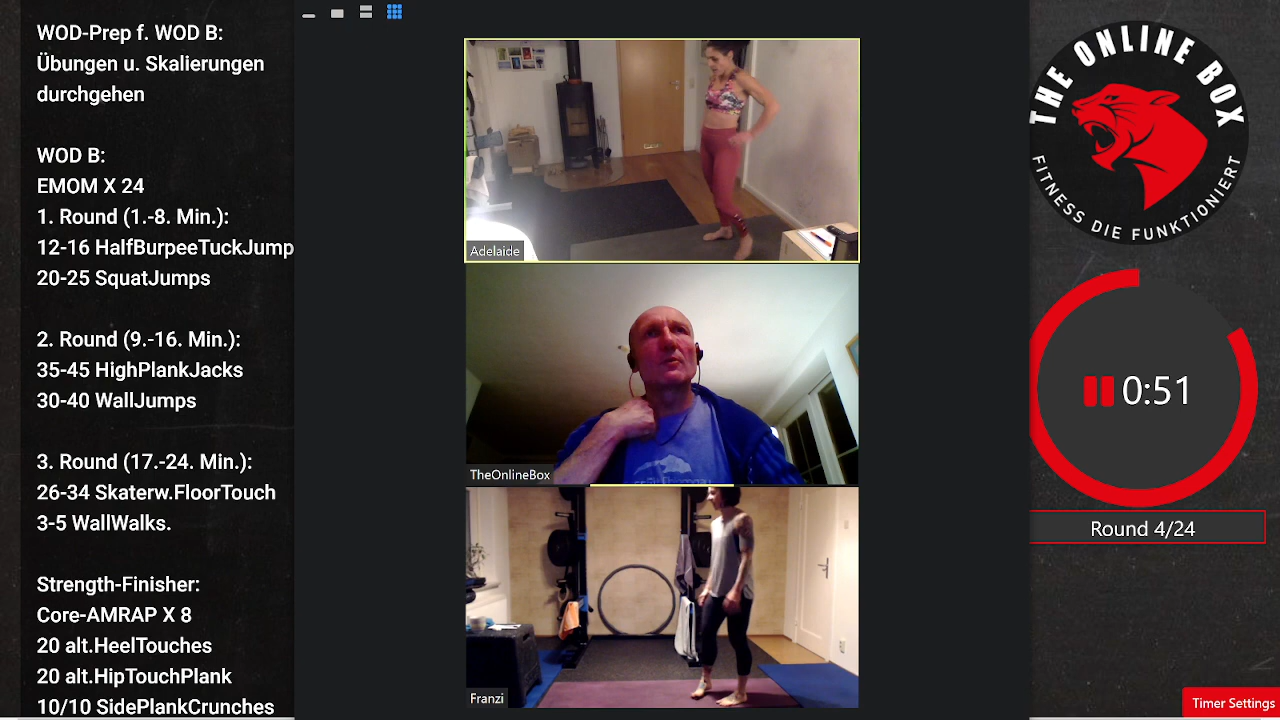 WOD-Prep f. WOD B:
Übungen u. Skalierungen
durchgehen
WOD B:
EMOM X 24
1. Round (1.-8. Min.):
12-16 HalfBurpeeTuckJump
20-25 SquatJumps
2. Round (9.-16. Min.):
35-45 HighPlankJacks
30-40 WallJumps
3. Round (17.-24. Min.):
26-34 Skaterw.FloorTouch
3-5 WallWalks.
Strength-Finisher:
Core-AMRAP X 8
20 alt.HeelTouches
20 alt.HipTouchPlank
10/10 SidePlankCrunches
Adelaide
TheOnlineBox
Franzi
THE ONLINE BOX
FITNESS DIE FUNKTIONIERT
0:51
Round 4/24
Timer Settings